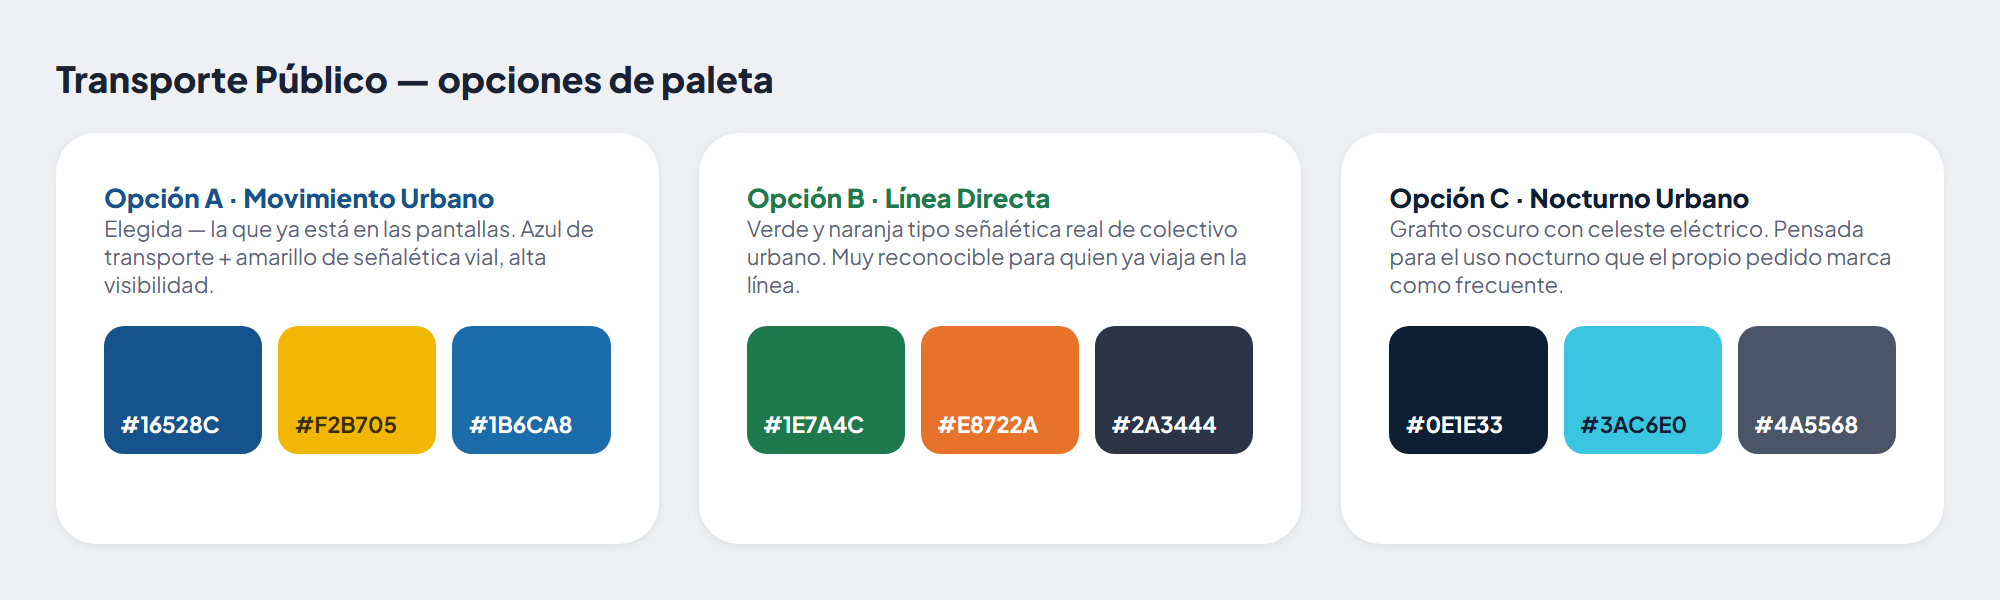 Transporte Público — opciones de paleta
Opción A · Movimiento Urbano
Elegida — la que ya está en las pantallas. Azul de
transporte + amarillo de señalética vial, alta
visibilidad.
#16528C
#F2B705
#1B6CA8
Opción B · Línea Directa
Verde y naranja tipo señalética real de colectivo
urbano. Muy reconocible para quien ya viaja en la
línea.
#1E7A4C
#E8722A
#2A3444
Opción C · Nocturno Urbano
Grafito oscuro con celeste eléctrico. Pensada
para el uso nocturno que el propio pedido marca
como frecuente.
#0E1E33
#3AC6E0
#4A5568